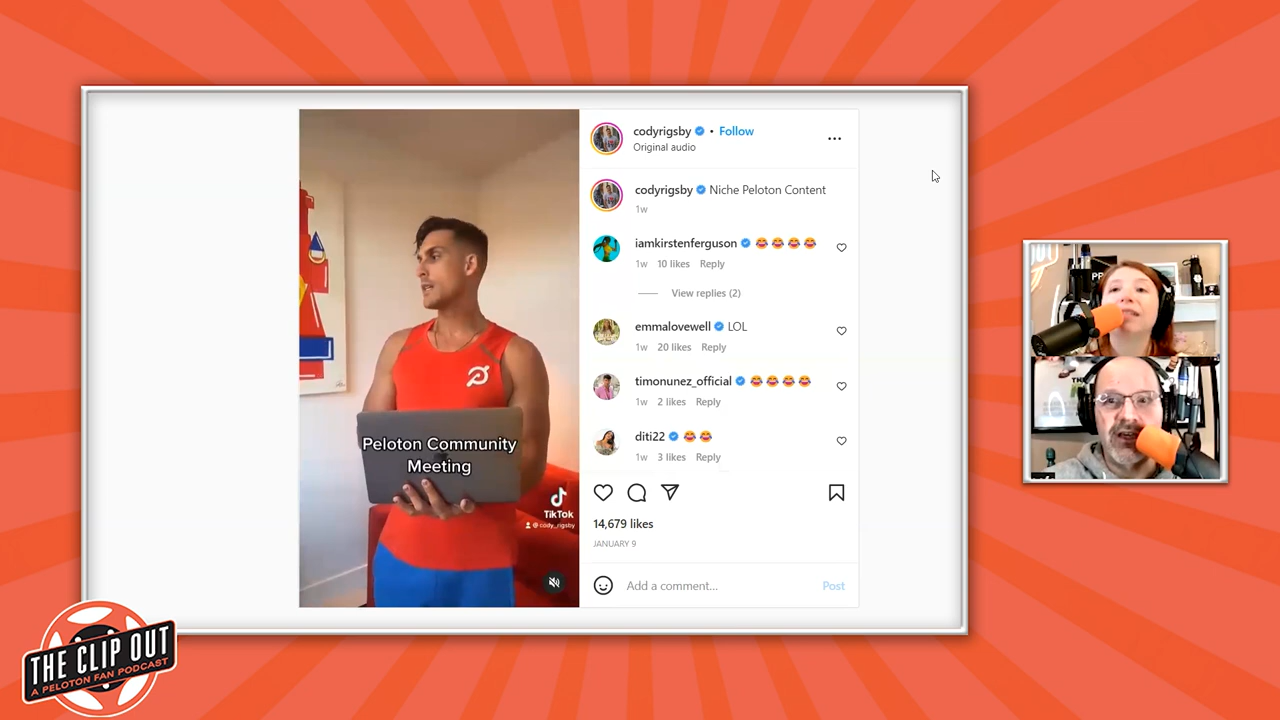 codyrigsby • Follow
Original audio
codyrigsby Niche Peloton Content
1w
iamkirstenferguson 😂😂😂😂
1w 10 likes Reply
View replies (2)
emmalovewell LOL
1w 20 likes Reply
timonunez_official 😂😂😂😂
1w 2 likes Reply
diti22 😂😂
1w 3 likes Reply
14,679 likes
JANUARY 9
Add a comment... Post
Peloton Community
Meeting
TikTok
@cody_rigsby
THE CLIP OUT
A PELOTON FAN PODCAST